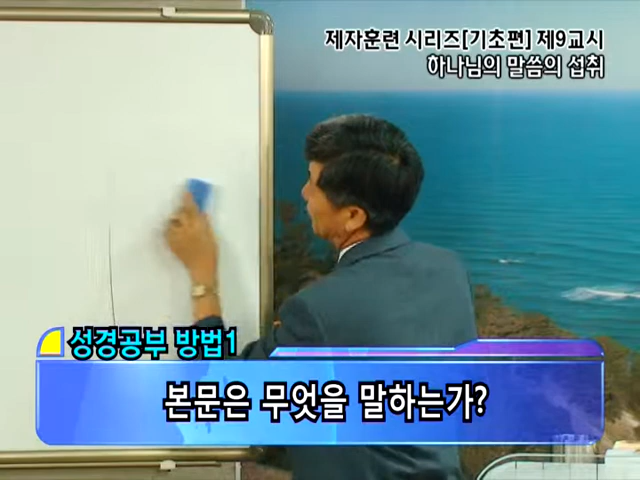 제자훈련 시리즈[기초편] 제9교시
하나님의 말씀의 섭취
성경공부 방법1
본문은 무엇을 말하는가?